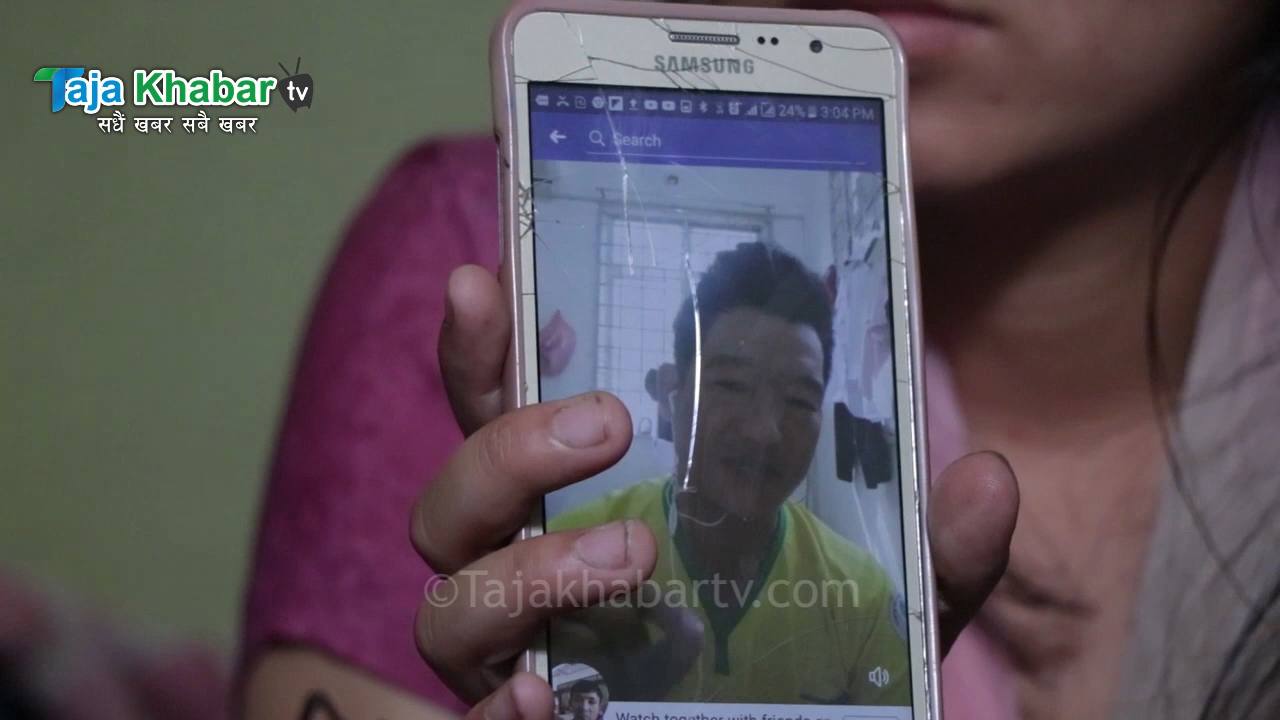 Taja Khabar tv
सधैं खबर सबै खबर
SAMSUNG
24% 3:04 PM
Search
©Tajakhabartv.com
Watch together with friends